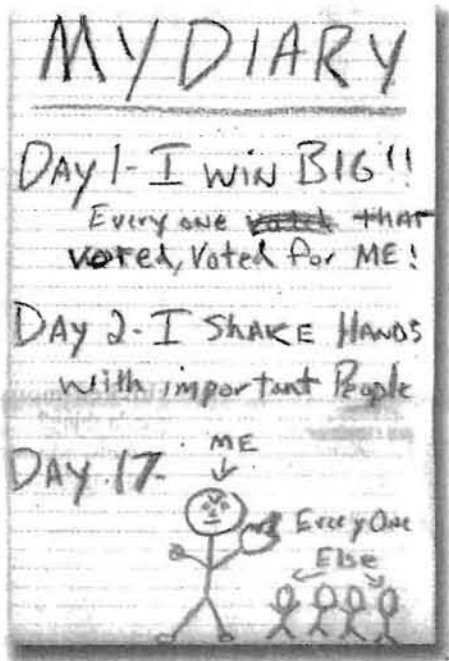 MY DIARY
DAY 1- I WIN BIG!!
Every one voted that
voted, Voted for ME!
DAY 2- I SHAKE HANDS
with important People
ME
DAY 17-
Every One
Else